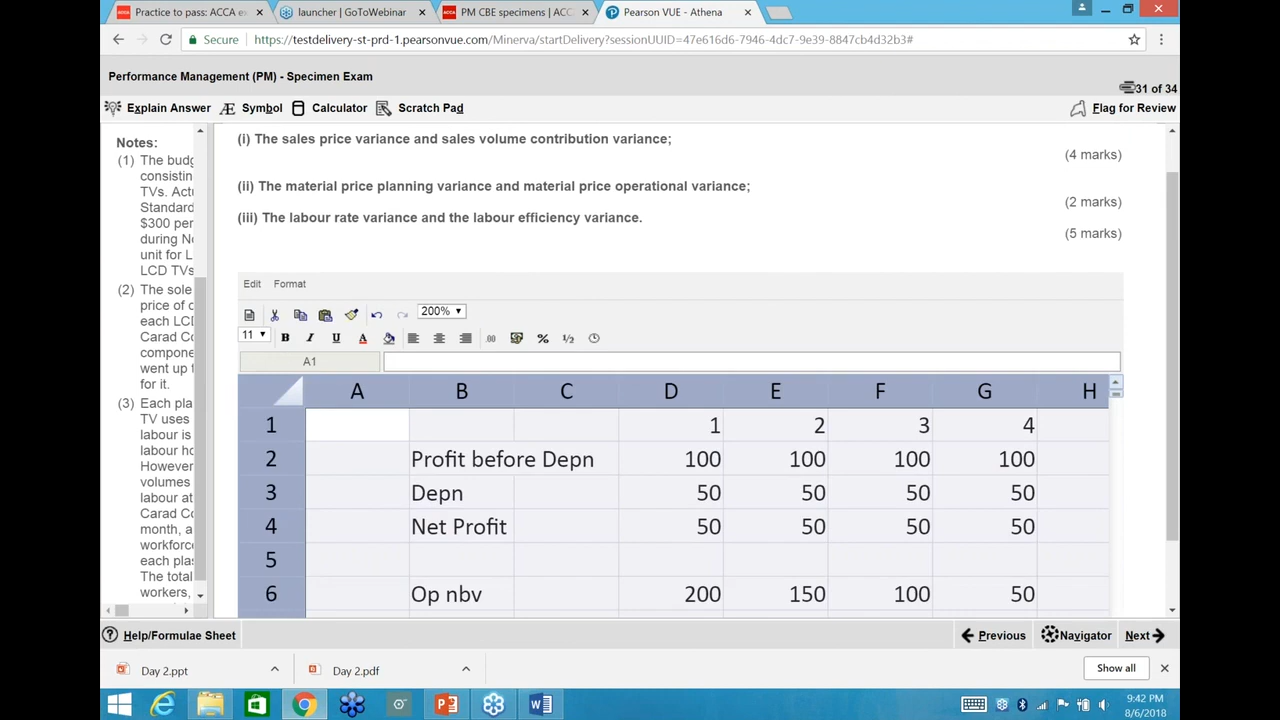 Practice to pass: ACCA ex
launcher | GoToWebinar
PM CBE specimens | ACC
Pearson VUE - Athena
Secure
https://testdelivery-st-prd-1.pearsonvue.com/Minerva/startDelivery?sessionUUID=47e616d6-7946-4dc7-9e39-8847cb4d32b3#
Performance Management (PM) - Specimen Exam
31 of 34
Explain Answer Symbol Calculator Scratch Pad
Flag for Review
Notes:
(1) The budg
consistin
TVs. Actu
Standard
$300 per
during No
unit for L
LCD TVs
(2) The sole
price of c
each LCD
Carad Co
compone
went up t
for it.
(3) Each pla
TV uses
labour is
labour ho
However
volumes
labour at
Carad Co
month, a
workforce
each plas
The total
workers,
(i) The sales price variance and sales volume contribution variance;
(4 marks)
(ii) The material price planning variance and material price operational variance;
(2 marks)
(iii) The labour rate variance and the labour efficiency variance.
(5 marks)
Edit Format
200%
11 B I U A .00 % 1/2
A1
A B C D E F G H
1 1 2 3 4
2 Profit before Depn 100 100 100 100
3 Depn 50 50 50 50
4 Net Profit 50 50 50 50
5
6 Op nbv 200 150 100 50
Help/Formulae Sheet
Previous Navigator Next
Day 2.ppt
Day 2.pdf
Show all
9:42 PM
8/6/2018